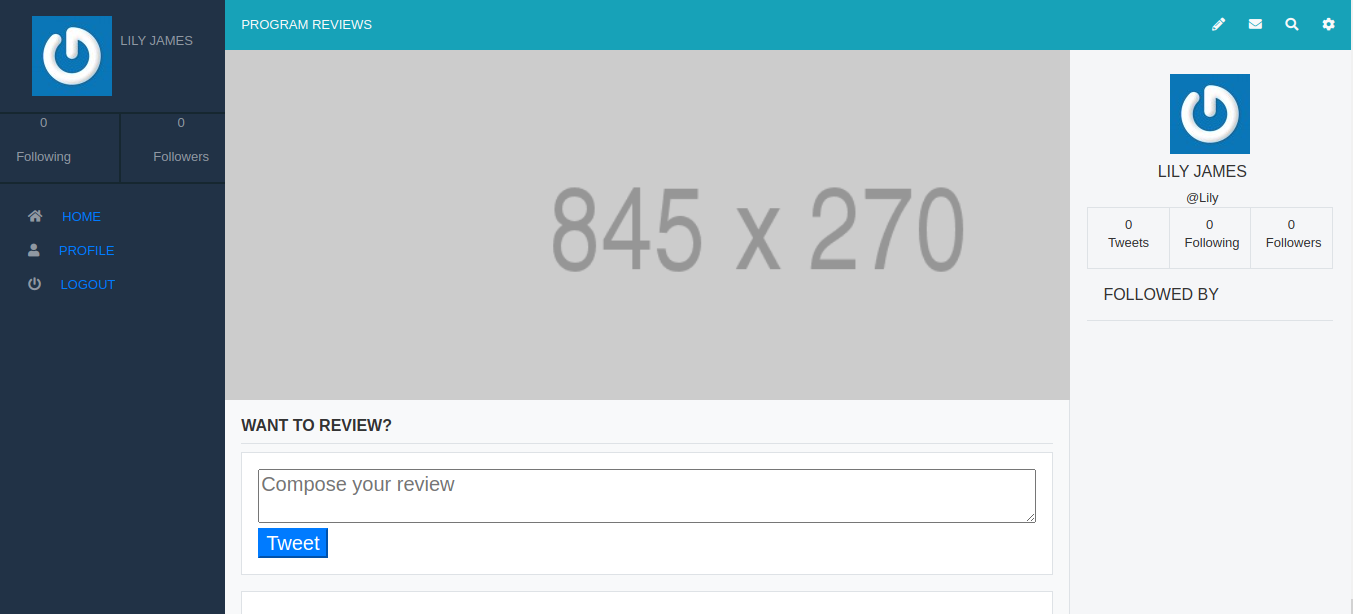 LILY JAMES
0
Following
0
Followers
HOME
PROFILE
LOGOUT
PROGRAM REVIEWS
845 x 270
WANT TO REVIEW?
Compose your review
Tweet
LILY JAMES
@Lily
0
Tweets
0
Following
0
Followers
FOLLOWED BY